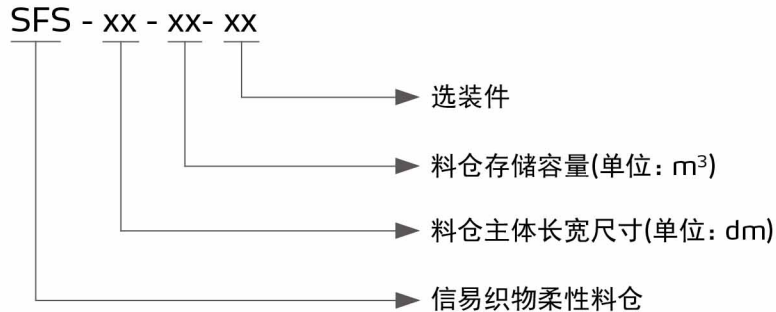 SFS - xx - xx- xx
选装件
料仓存储容量(单位: m³)
料仓主体长宽尺寸(单位: dm)
信易织物柔性料仓